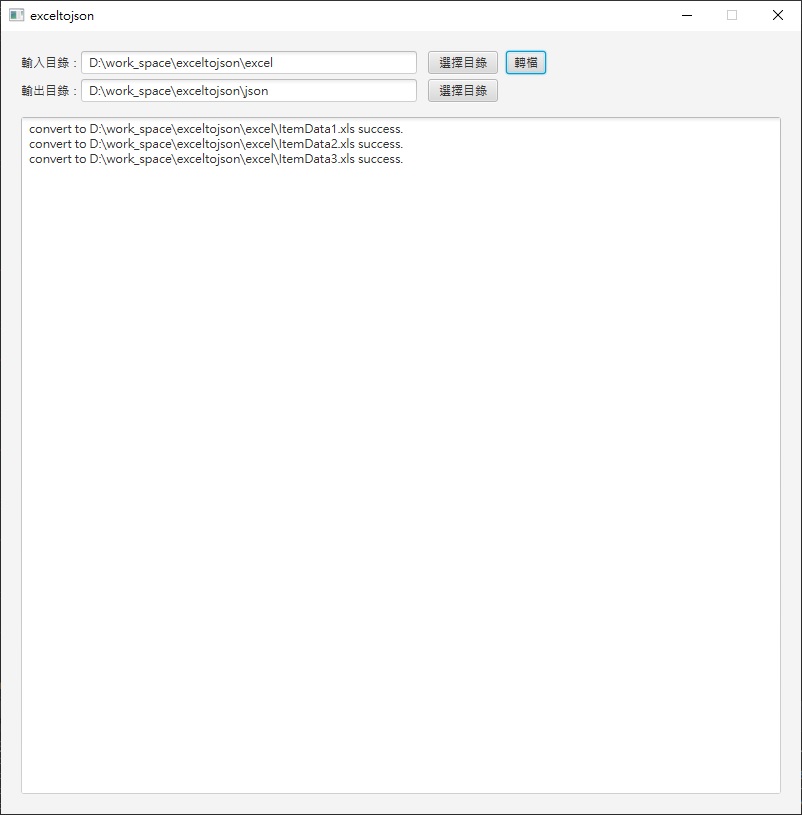 exceltojson
輸入目錄： D:\work_space\exceltojson\excel 選擇目錄 轉檔
輸出目錄： D:\work_space\exceltojson\json 選擇目錄
convert to D:\work_space\exceltojson\excel\ItemData1.xls success.
convert to D:\work_space\exceltojson\excel\ItemData2.xls success.
convert to D:\work_space\exceltojson\excel\ItemData3.xls success.